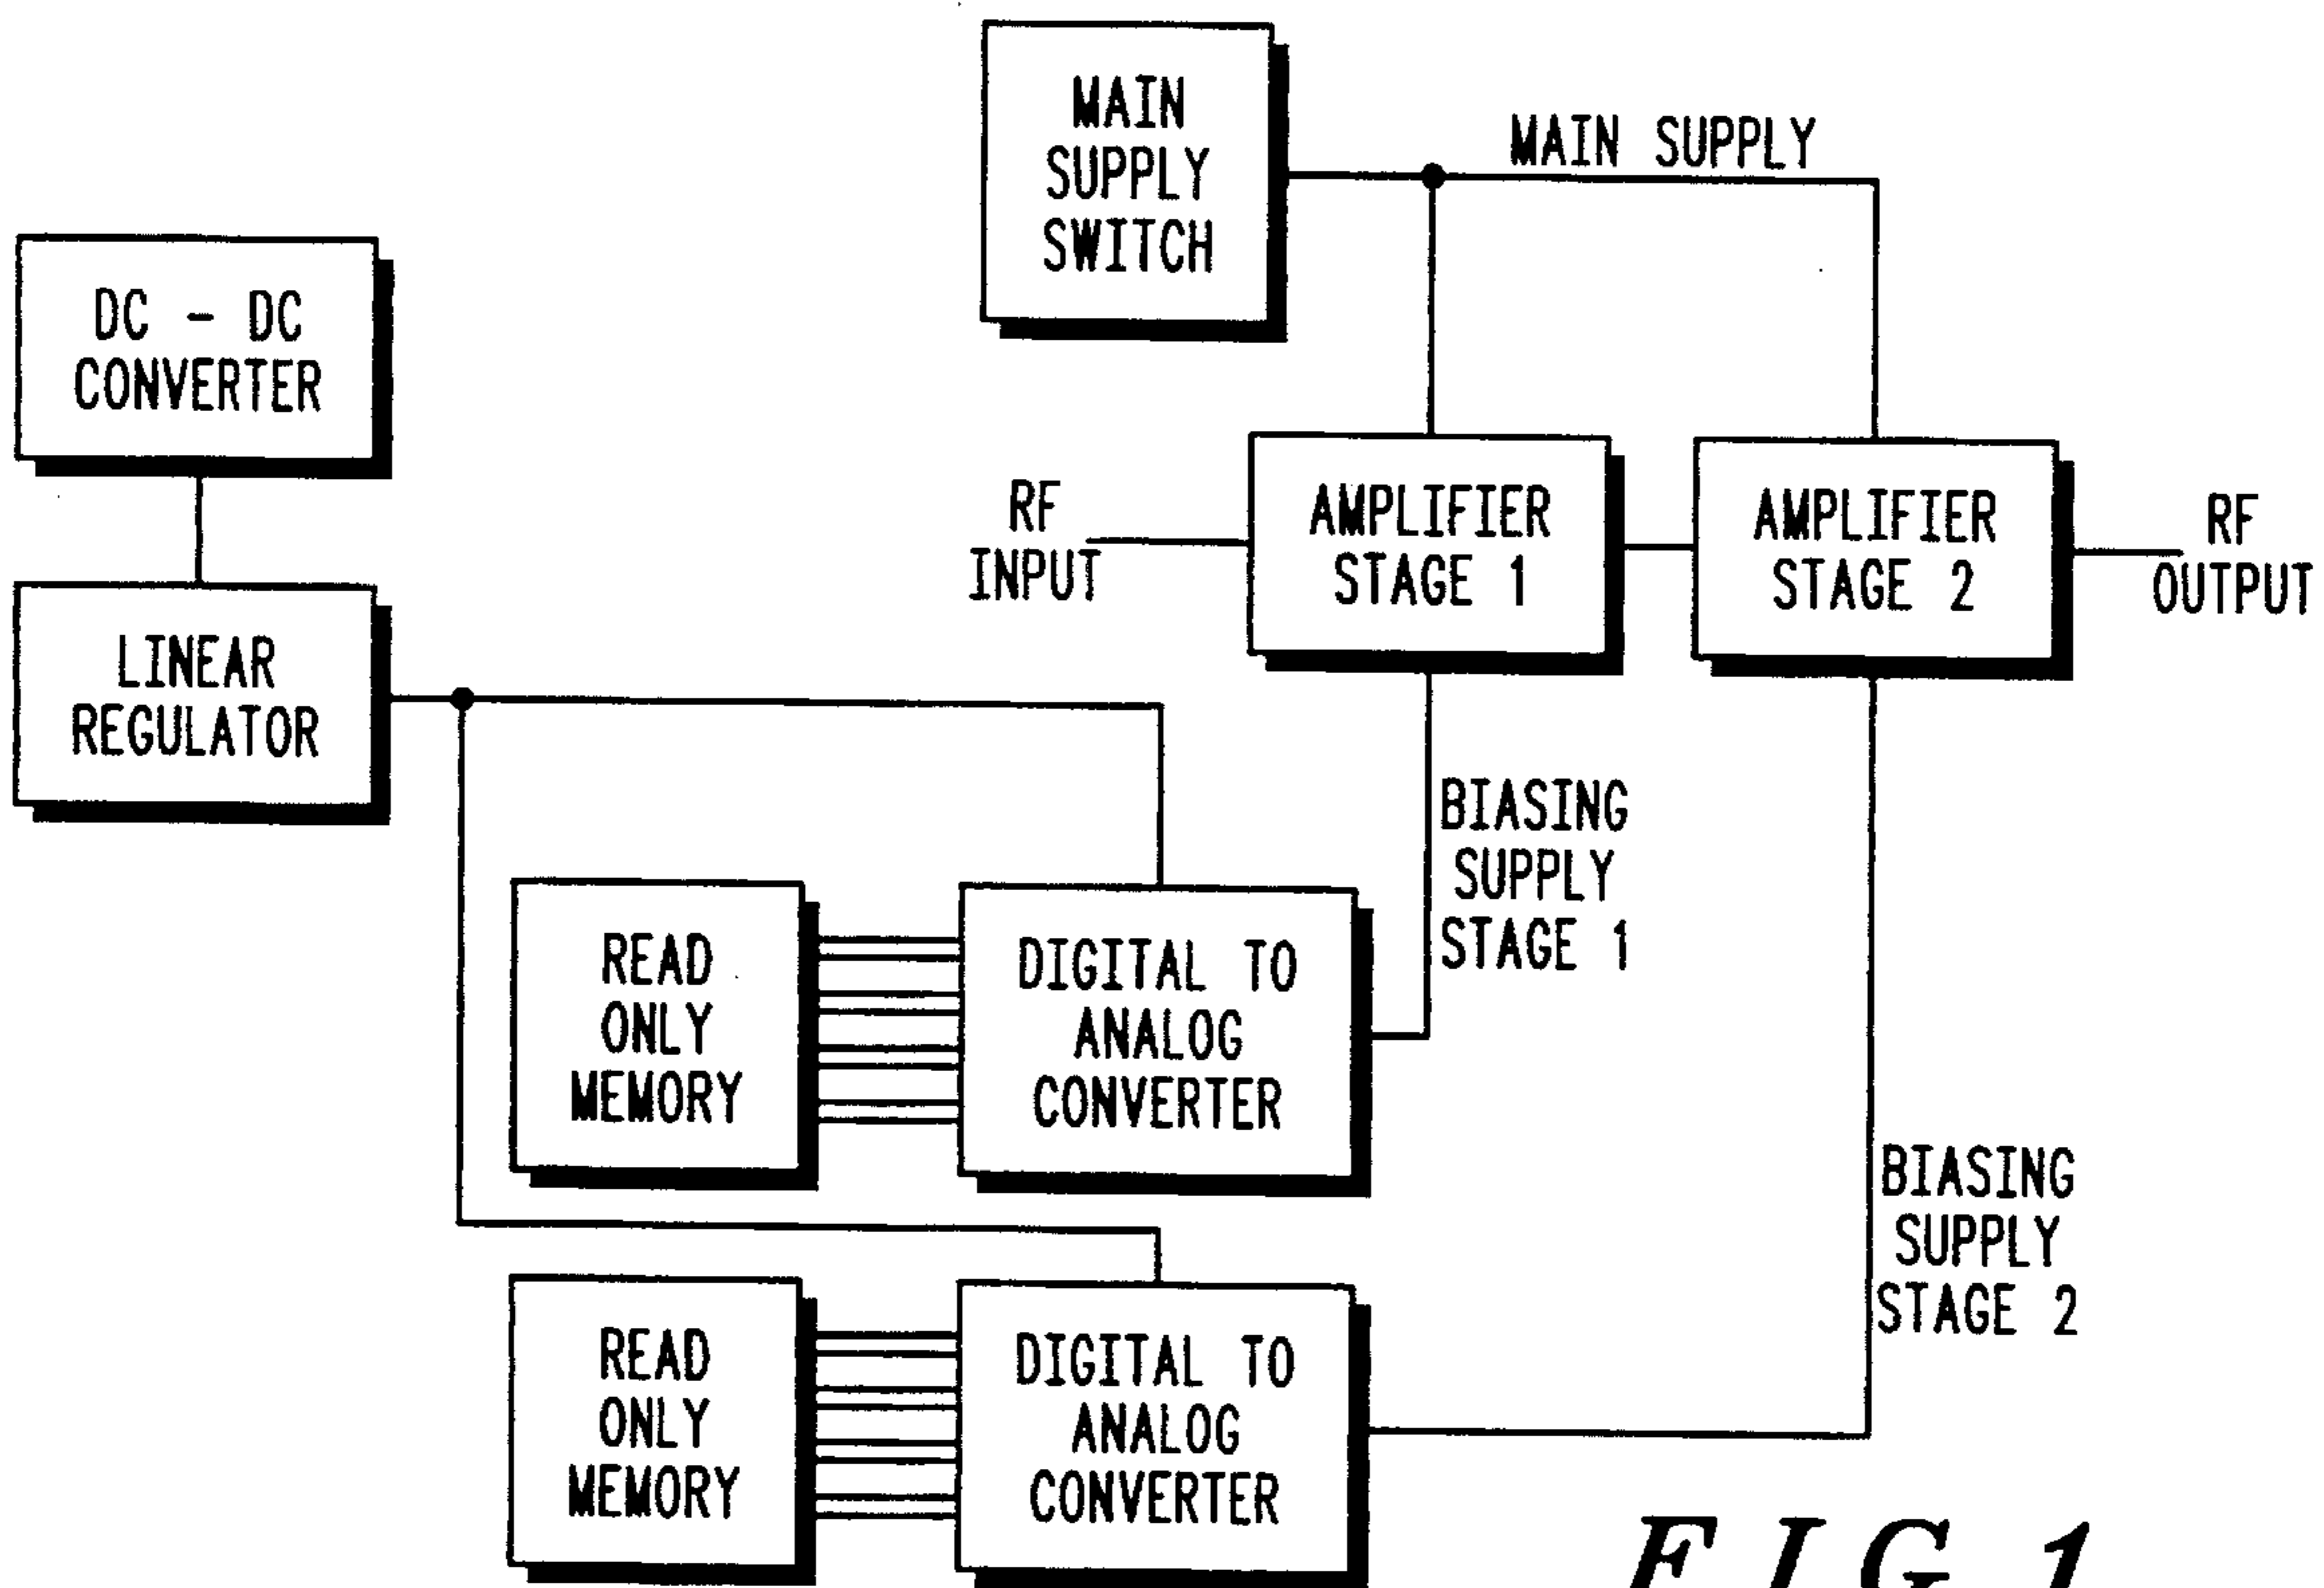 MAIN
SUPPLY
SWITCH
MAIN SUPPLY
DC - DC
CONVERTER
RF
INPUT
AMPLIFIER
STAGE 1
AMPLIFIER
STAGE 2
RF
OUTPUT
LINEAR
REGULATOR
BIASING
SUPPLY
STAGE 1
READ
ONLY
MEMORY
DIGITAL TO
ANALOG
CONVERTER
BIASING
SUPPLY
STAGE 2
READ
ONLY
MEMORY
DIGITAL TO
ANALOG
CONVERTER
FIG 1